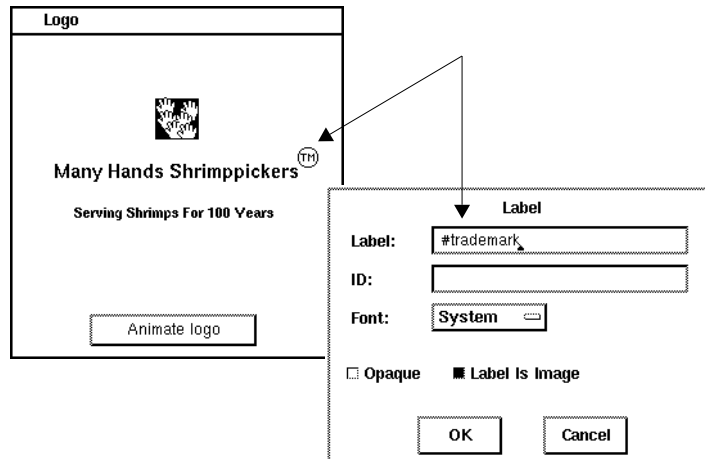 Logo
TM
Many Hands Shrimppickers
Serving Shrimps For 100 Years
Animate logo
Label
Label: #trademark
ID:
Font: System
Opaque Label Is Image
OK Cancel